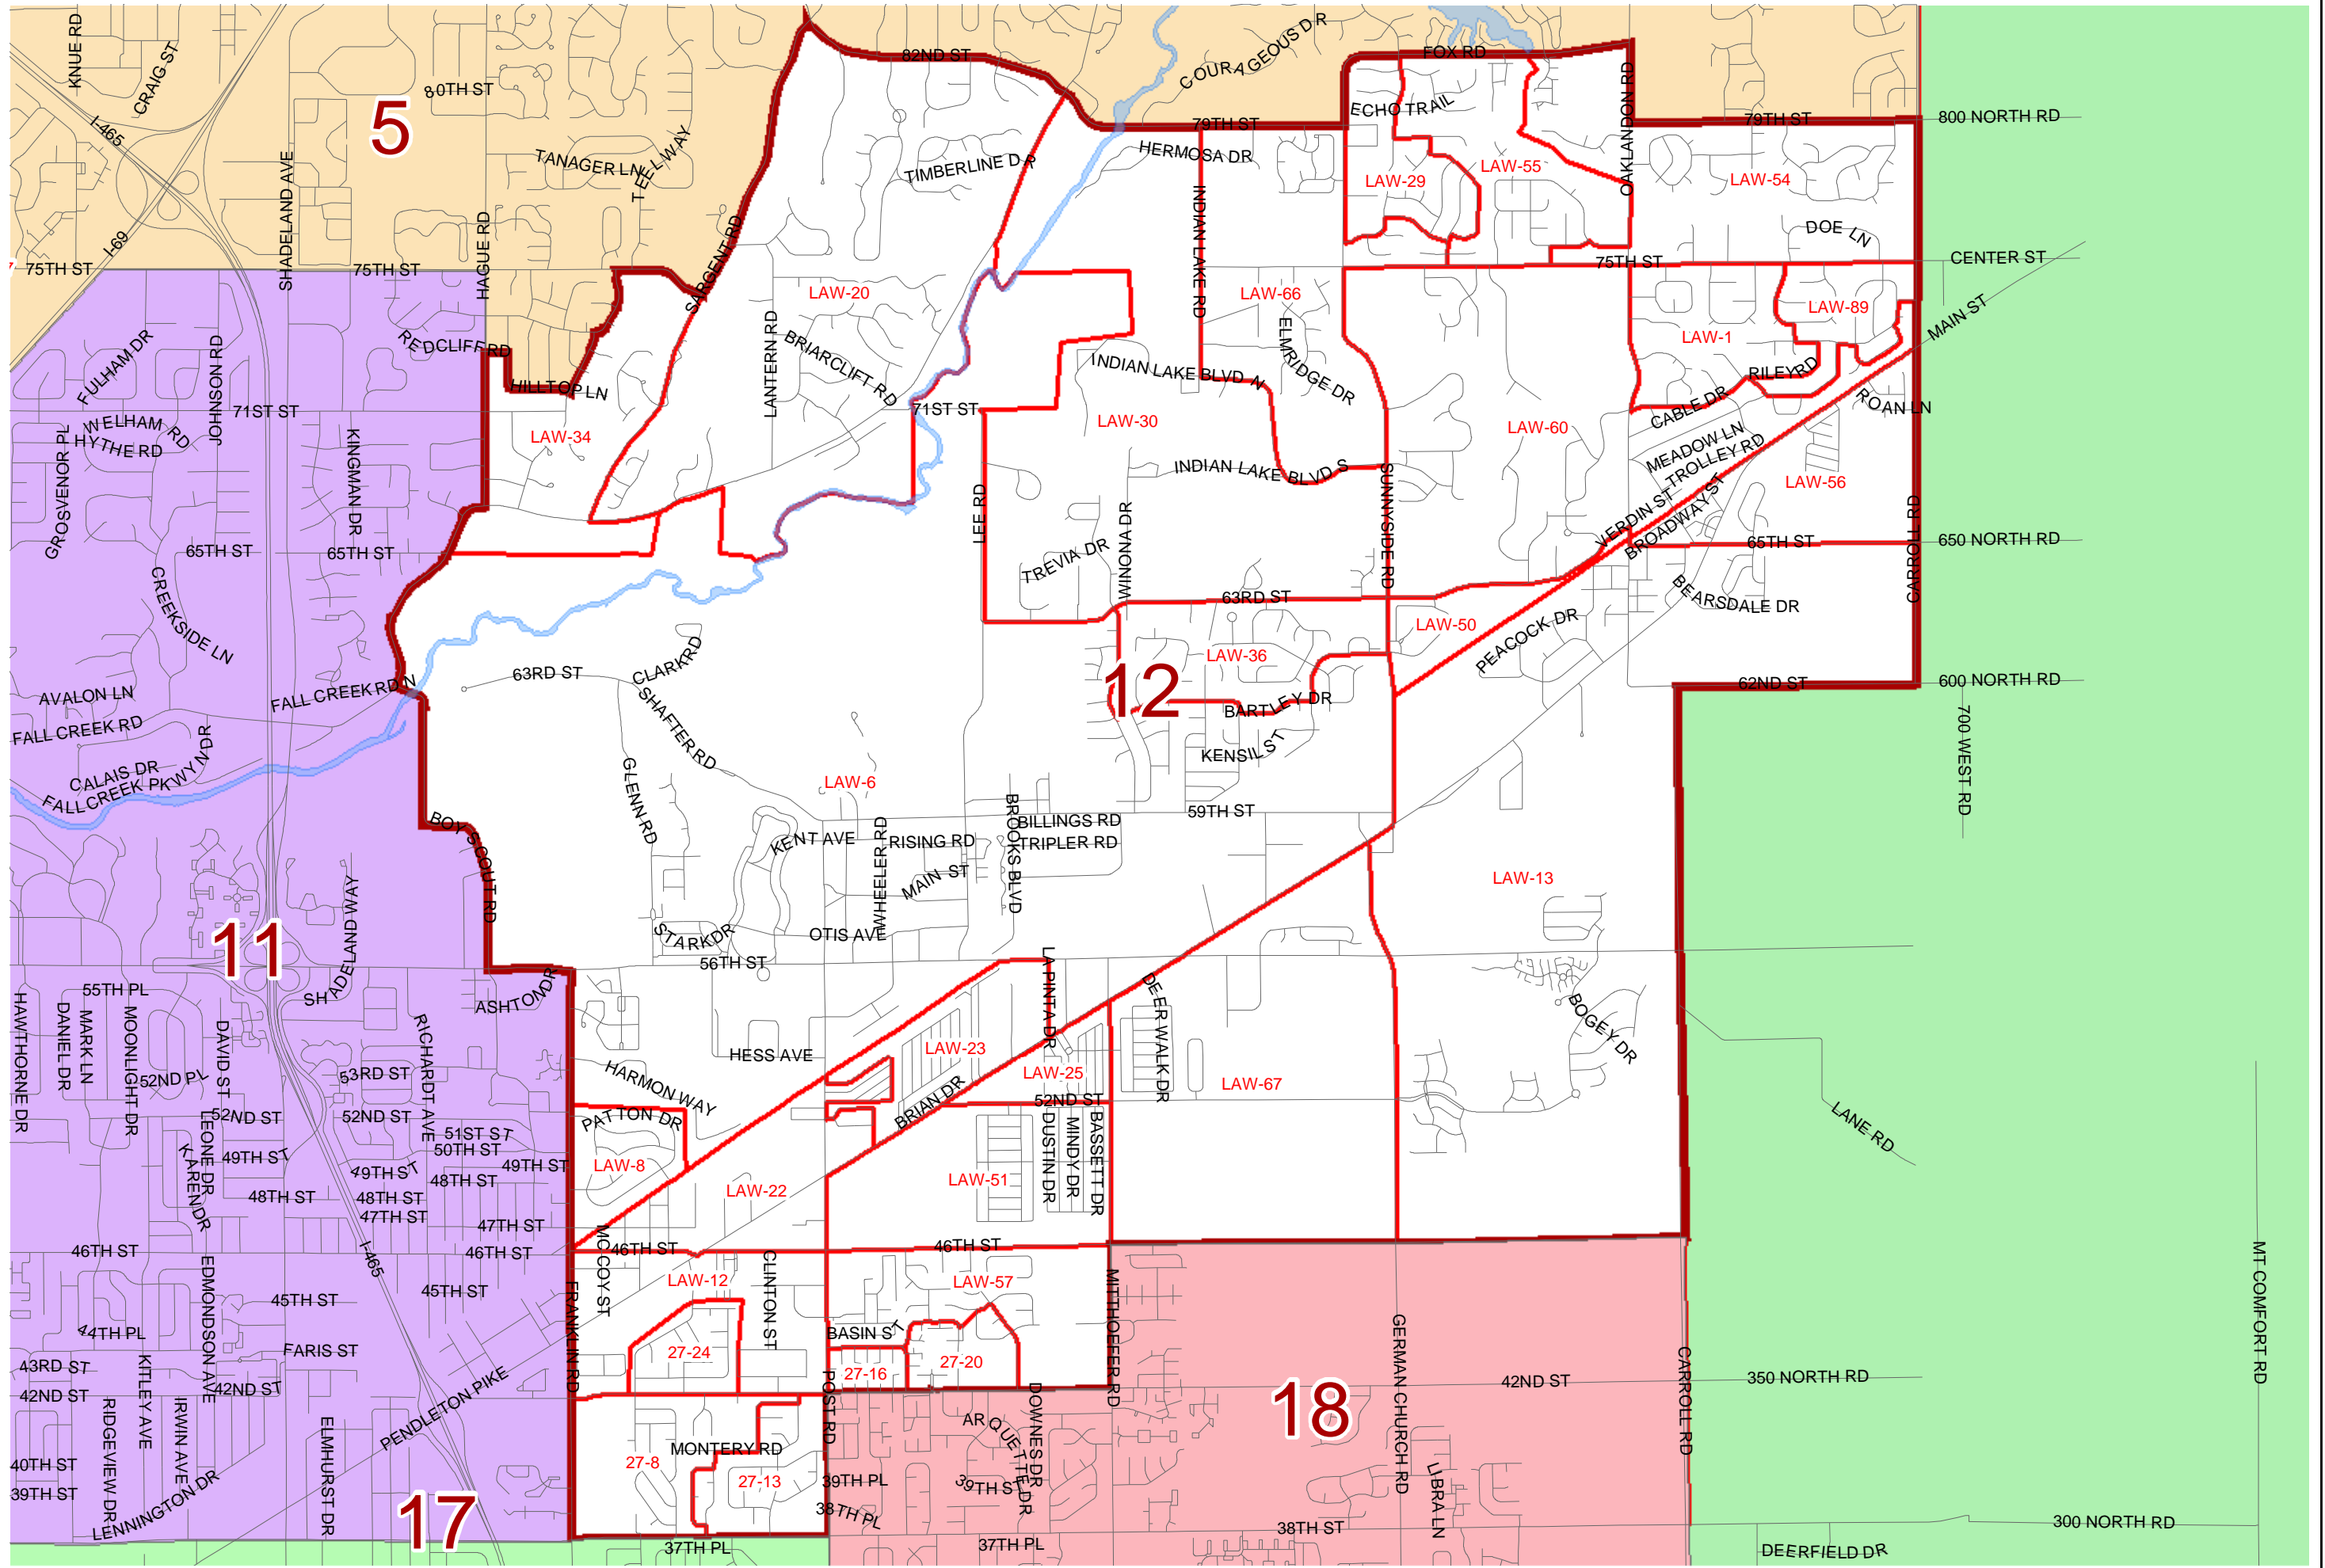 KNUE RD
CRAIG ST
I-465
80TH ST
5
SHADELAND AVE
TANAGER LN
TEEL WAY
HAGUE RD
I-69
75TH ST
75TH ST
SARGENT RD
82ND ST
TIMBERLINE DR
COURAGEOUS DR
FOX RD
ECHO TRAIL
79TH ST
HERMOSA DR
INDIAN LAKE RD
LAW-29
LAW-55
OAKLANDON RD
LAW-54
79TH ST
800 NORTH RD
DOE LN
CENTER ST
75TH ST
MAIN ST
LAW-20
LANTERN RD
BRIARCLIFT RD
LAW-66
ELMRIDGE DR
INDIAN LAKE BLVD N
LAW-89
LAW-1
RILEY RD
CABLE DR
ROAN LN
MEADOW LN
TROLLEY RD
VERDIN ST
BROADWAY ST
LAW-56
CARROLL RD
FULHAM DR
JOHNSON RD
REDCLIFF RD
HILLTOP LN
71ST ST
71ST ST
WELHAM RD
HYTHE RD
GROSVENOR PL
KINGMAN DR
LAW-34
LAW-30
LAW-60
INDIAN LAKE BLVD S
SUNNYSIDE RD
LEE RD
WINONA DR
TREVIA DR
65TH ST
65TH ST
65TH ST
650 NORTH RD
CREEKSIDE LN
63RD ST
BEARSDALE DR
LAW-50
PEACOCK DR
LAW-36
12
BARTLEY DR
KENSIL ST
62ND ST
600 NORTH RD
700 WEST RD
AVALON LN
FALL CREEK RD N
FALL CREEK RD
CALAIS DR
FALL CREEK PKWY N DR
63RD ST
CLARK RD
SHAFTER RD
GLENN RD
LAW-6
BOY SCOUT RD
KENT AVE
WHEELER RD
RISING RD
MAIN ST
BROOKS BLVD
BILLINGS RD
TRIPLER RD
59TH ST
LAW-13
11
SHADELAND WAY
STARK DR
OTIS AVE
56TH ST
LA PINTA DR
DEER WALK DR
BOGEY DR
55TH PL
ASHTON DR
HAWTHORNE DR
DANIEL DR
MARK LN
MOONLIGHT DR
DAVID ST
RICHARDT AVE
HESS AVE
HARMON WAY
LAW-23
LAW-25
LAW-67
BRIAN DR
52ND ST
52ND PL
53RD ST
52ND ST
52ND ST
LEONE DR
KAREN DR
51ST ST
50TH ST
49TH ST
49TH ST
49TH ST
48TH ST
48TH ST
48TH ST
47TH ST
47TH ST
PATTON DR
LAW-8
LAW-22
LAW-51
DUSTIN DR
MINDY DR
BASSETT DR
LANE RD
46TH ST
46TH ST
46TH ST
46TH ST
I-465
MC COY ST
EDMONDSON AVE
45TH ST
45TH ST
FRANKLIN RD
LAW-12
CLINTON ST
LAW-57
MITTHOEFER RD
MT COMFORT RD
44TH PL
FARIS ST
43RD ST
KITLEY AVE
42ND ST
42ND ST
BASIN ST
27-24
27-16
27-20
POST RD
DOWNES DR
GERMAN CHURCH RD
CARROLL RD
18
42ND ST
350 NORTH RD
PENDLETON PIKE
RIDGEVIEW DR
IRWIN AVE
ELMHURST DR
40TH ST
39TH ST
LENNINGTON DR
17
MONTERY RD
27-8
27-13
39TH PL
38TH PL
ARQUETTE DR
39TH ST
LIBRA LN
38TH ST
300 NORTH RD
37TH PL
37TH PL
DEERFIELD DR